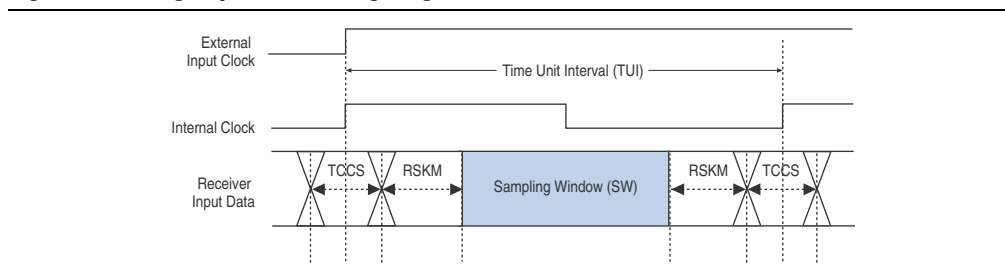 External
Input Clock
Time Unit Interval (TUI)
Internal Clock
TCCS
RSKM
RSKM
TCCS
Receiver
Input Data
Sampling Window (SW)